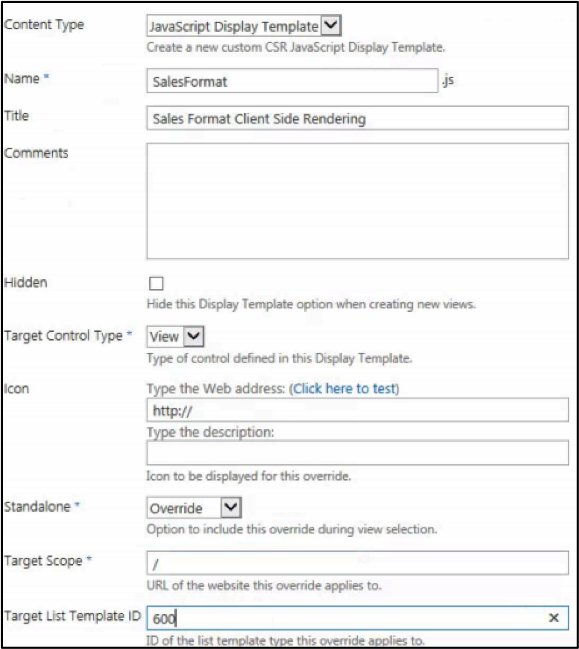 Content Type JavaScript Display Template
Create a new custom CSR JavaScript Display Template.
Name * SalesFormat .js
Title Sales Format Client Side Rendering
Comments
Hidden
Hide this Display Template option when creating new views.
Target Control Type * View
Type of control defined in this Display Template.
Icon Type the Web address: (Click here to test)
http://
Type the description:
Icon to be displayed for this override.
Standalone * Override
Option to include this override during view selection.
Target Scope * /
URL of the website this override applies to.
Target List Template ID 600 ×
ID of the list template type this override applies to.